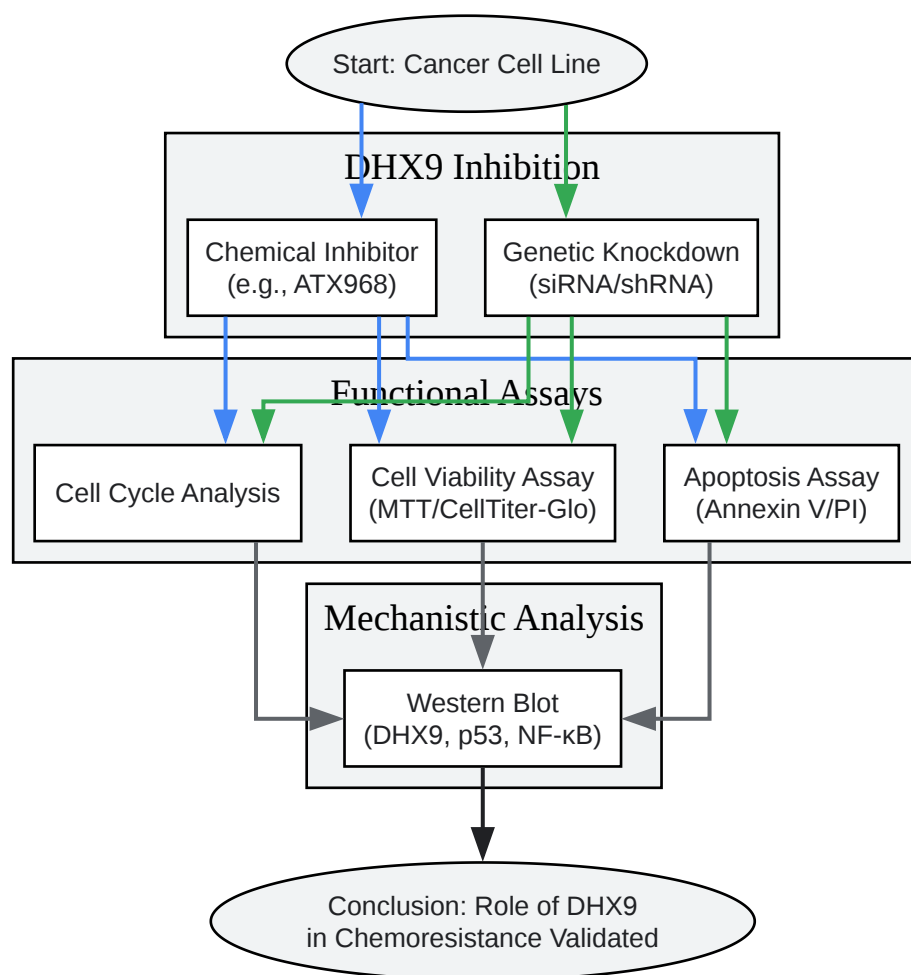 Start: Cancer Cell Line
DHX9 Inhibition
Chemical Inhibitor
(e.g., ATX968)
Genetic Knockdown
(siRNA/shRNA)
Functional Assays
Cell Cycle Analysis
Cell Viability Assay
(MTT/CellTiter-Glo)
Apoptosis Assay
(Annexin V/PI)
Mechanistic Analysis
Western Blot
(DHX9, p53, NF-κB)
Conclusion: Role of DHX9
in Chemoresistance Validated